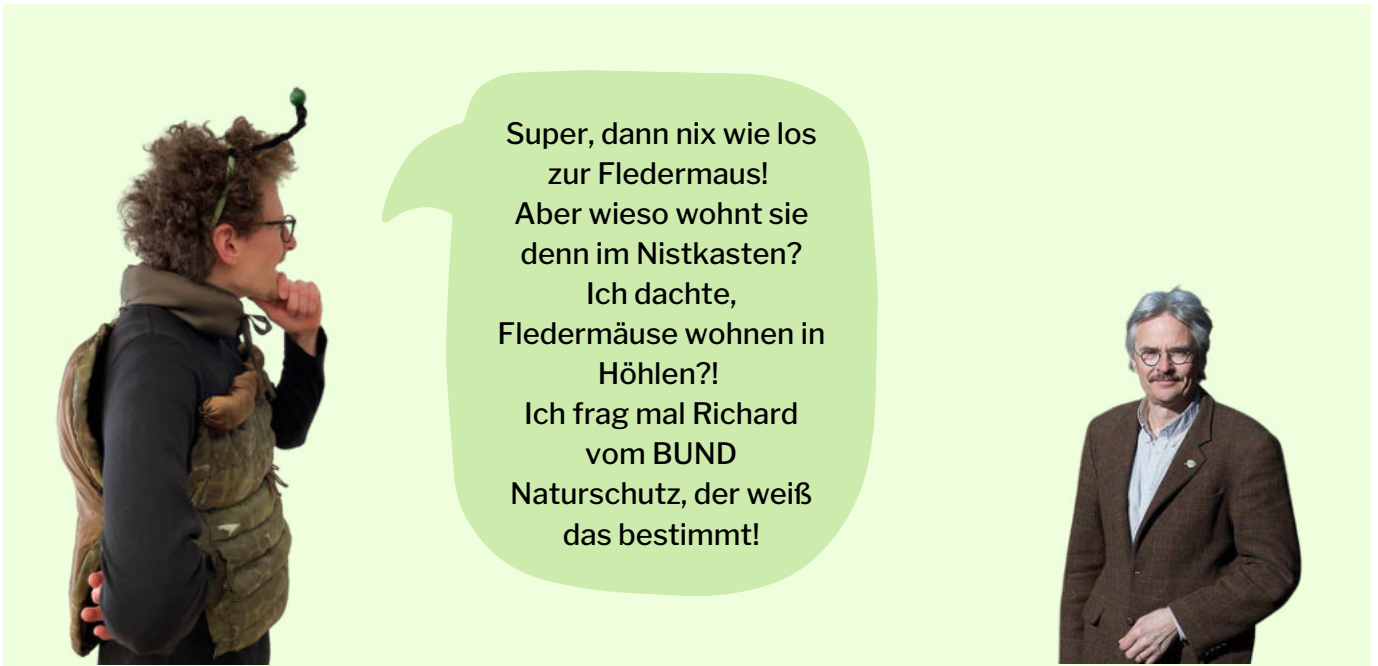 Super, dann nix wie los
zur Fledermaus!
Aber wieso wohnt sie
denn im Nistkasten?
Ich dachte,
Fledermäuse wohnen in
Höhlen?!
Ich frag mal Richard
vom BUND
Naturschutz, der weiß
das bestimmt!